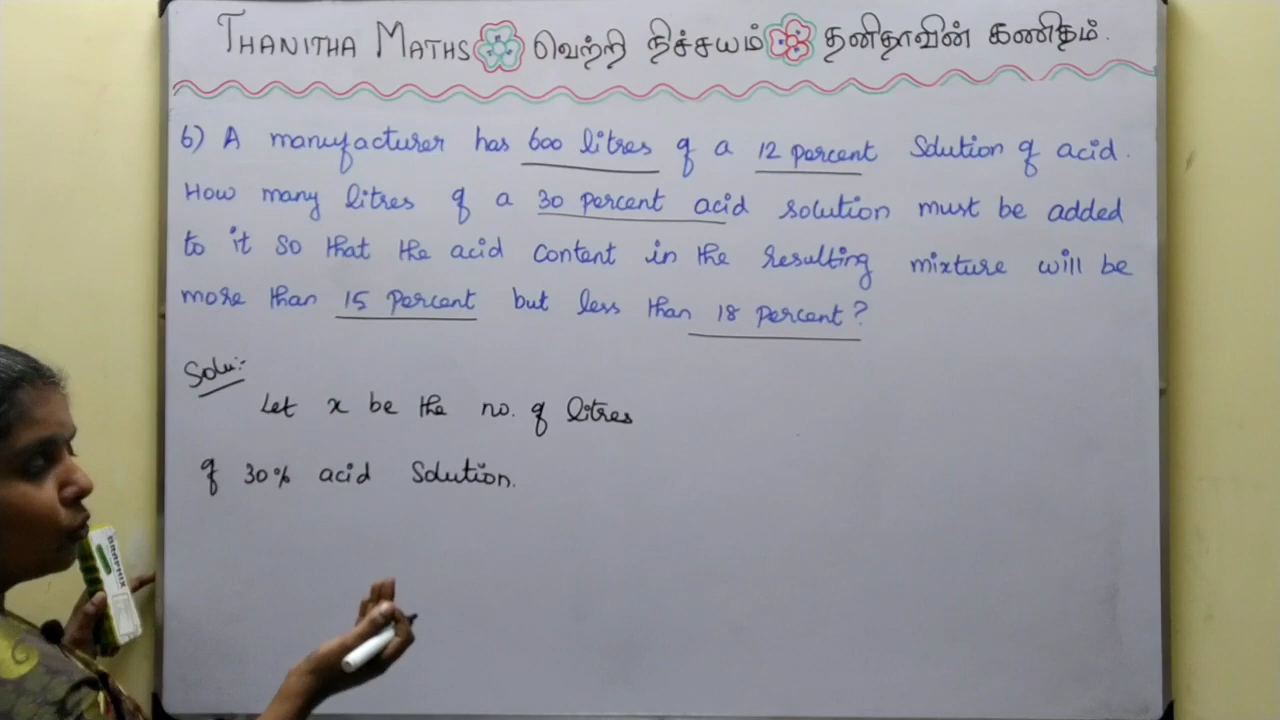 THANITHA MATHS வெற்றி நிச்சயம் தனிதாவின் கணிதம்.
6) A manufacturer has 600 litres of a 12 percent Solution of acid.
How many litres of a 30 percent acid solution must be added
to it so that the acid content in the resulting mixture will be
more than 15 percent but less than 18 percent?
Solu:-
Let x be the no. of litres
of 30% acid Solution.
GRAPHIX